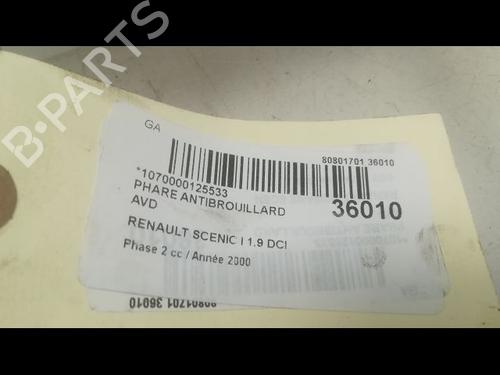 B-PARTS
GA
80801701 36010
*1070000125533
PHARE ANTIBROUILLARD
AVD
36010
RENAULT SCENIC I 1.9 DCI
Phase 2 cc / Année 2000
80801701 36010